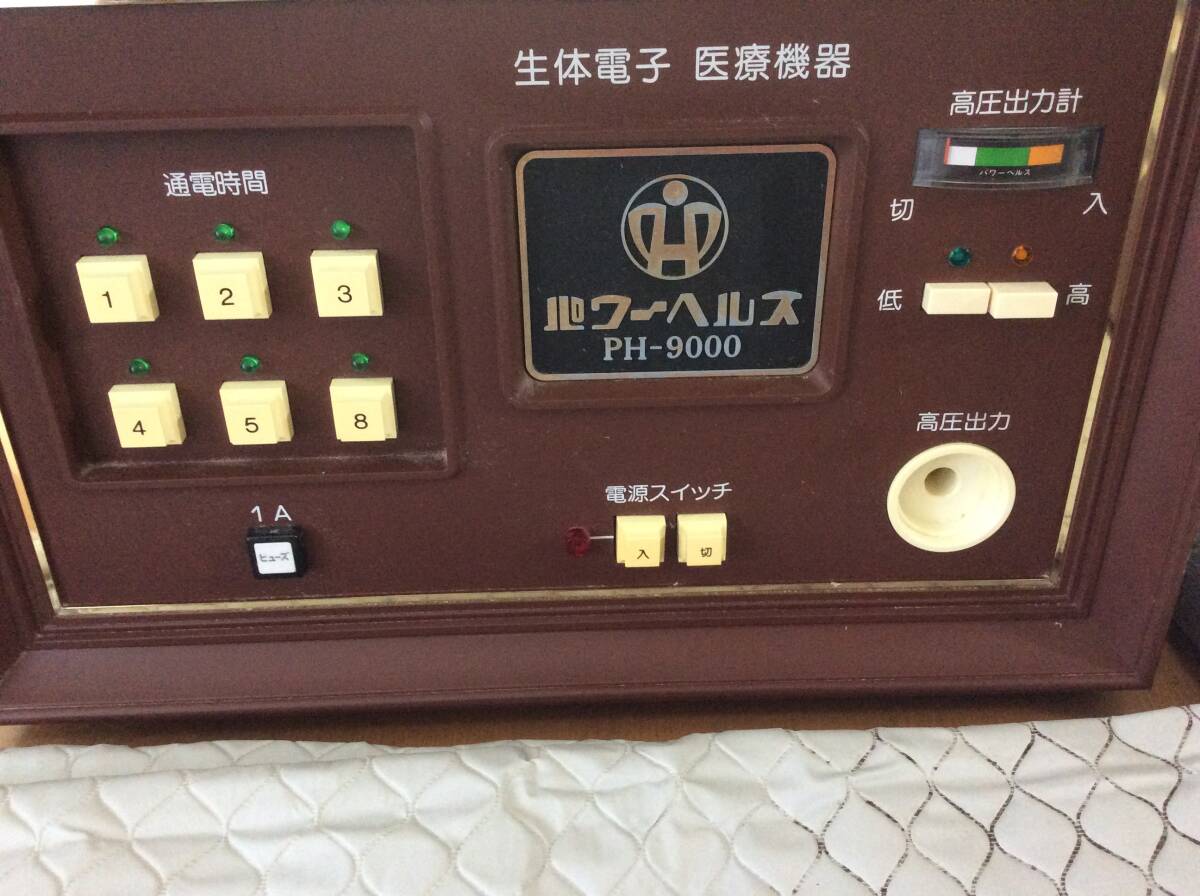 生体電子 医療機器
高圧出力計
パワーヘルス
切
入
通電時間
1
2
3
低
高
パワーヘルス
PH-9000
4
5
8
高圧出力
電源スイッチ
1A
ヒューズ
入
切